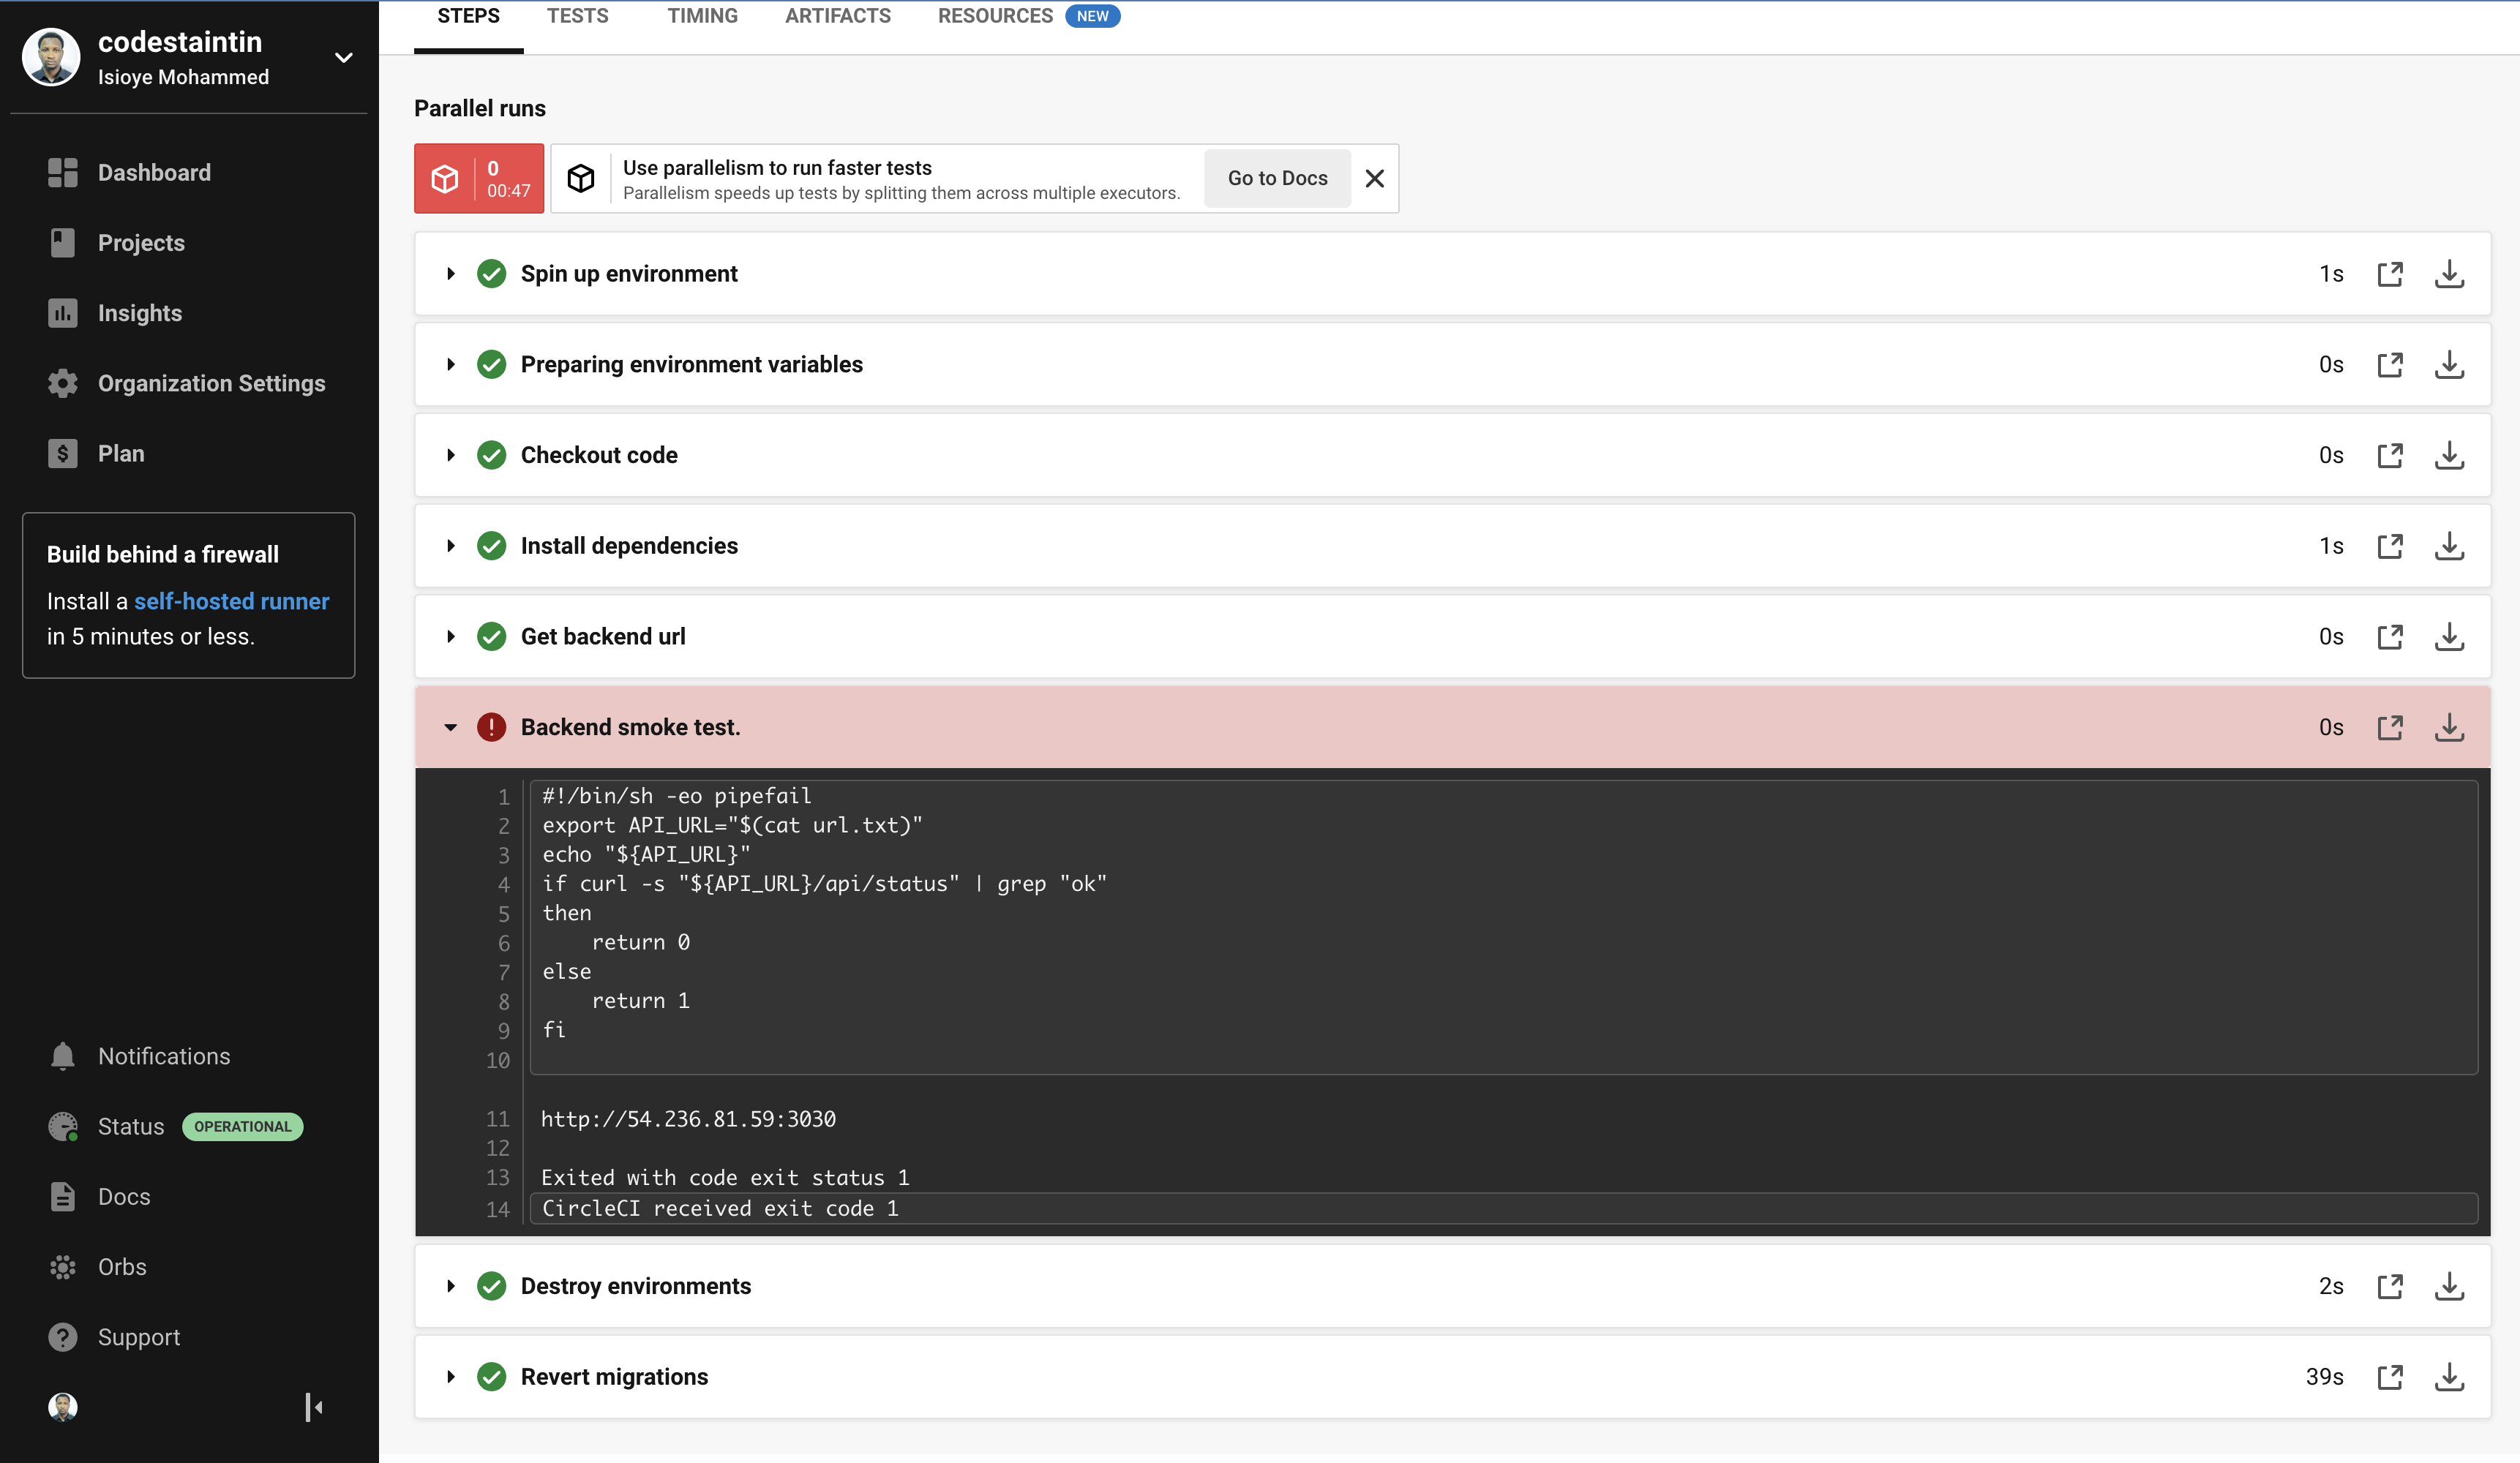 codestaintin
Isioye Mohammed
Dashboard
Projects
Insights
Organization Settings
Plan
Build behind a firewall
Install a self-hosted runner
in 5 minutes or less.
Notifications
Status OPERATIONAL
Docs
Orbs
Support
STEPS TESTS TIMING ARTIFACTS RESOURCES NEW
Parallel runs
0
00:47
Use parallelism to run faster tests
Parallelism speeds up tests by splitting them across multiple executors.
Go to Docs
Spin up environment 1s
Preparing environment variables 0s
Checkout code 0s
Install dependencies 1s
Get backend url 0s
Backend smoke test. 0s
1 #!/bin/sh -eo pipefail
2 export API_URL="$(cat url.txt)"
3 echo "${API_URL}"
4 if curl -s "${API_URL}/api/status" | grep "ok"
5 then
6     return 0
7 else
8     return 1
9 fi
10
11 http://54.236.81.59:3030
12
13 Exited with code exit status 1
14 CircleCI received exit code 1
Destroy environments 2s
Revert migrations 39s